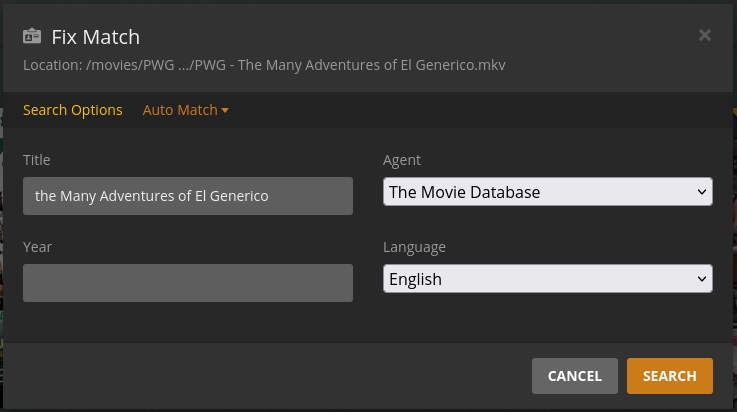 Fix Match
Location: /movies/PWG .../PWG - The Many Adventures of El Generico.mkv
Search Options Auto Match
Title
the Many Adventures of El Generico
Agent
The Movie Database
Year
Language
English
CANCEL SEARCH